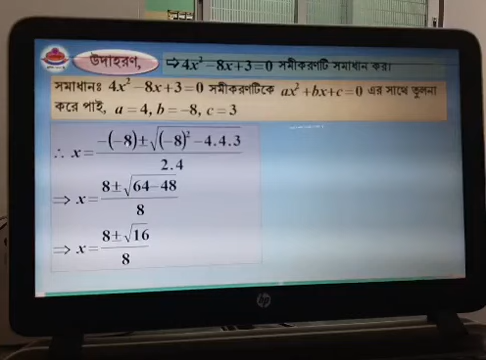 উদাহরণ, ⇨ 4x² – 8x + 3 = 0 সমীকরণটি সমাধান কর।
সমাধানঃ 4x² – 8x + 3 = 0 সমীকরণটিকে ax² + bx + c = 0 এর সাথে তুলনা
করে পাই, a = 4, b = –8, c = 3
∴ x = –(–8) ± √(–8)² – 4.4.3 / 2.4
⇒ x = 8 ± √64 – 48 / 8
⇒ x = 8 ± √16 / 8
hp